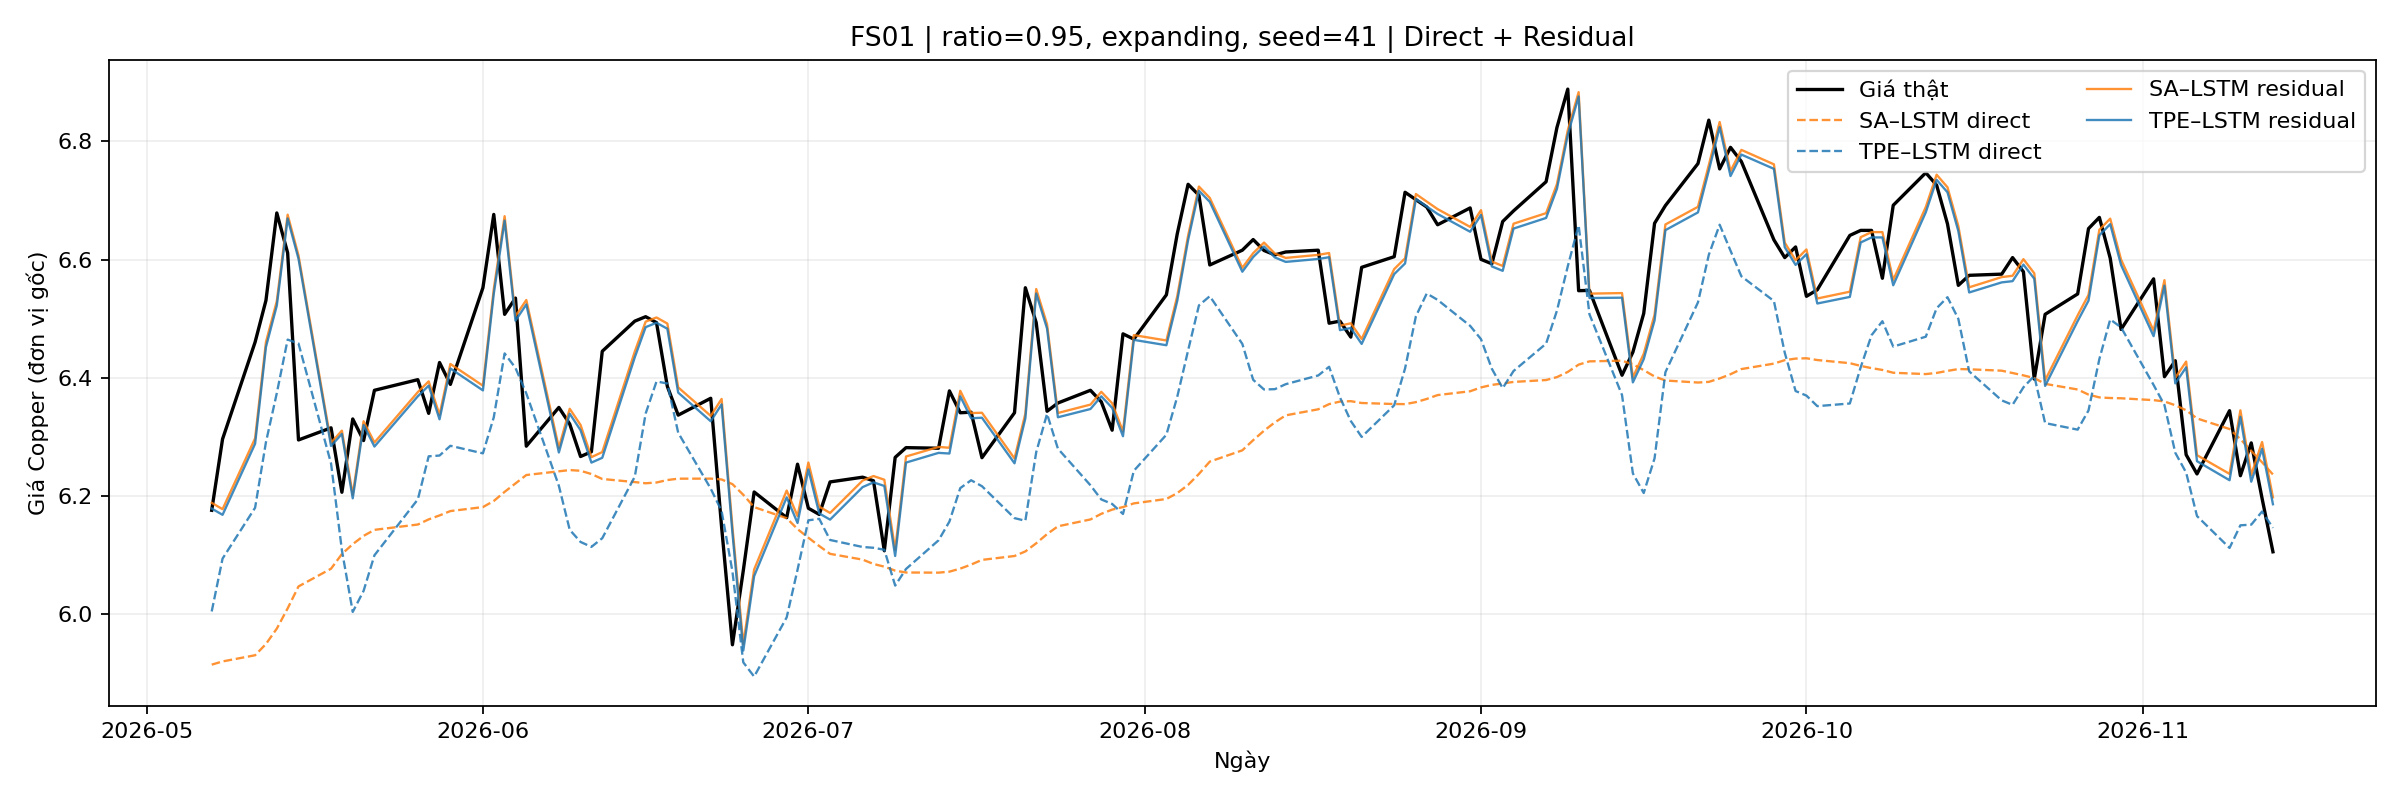 FS01 | ratio=0.95, expanding, seed=41 | Direct + Residual
Giá thật
SA–LSTM direct
TPE–LSTM direct
SA–LSTM residual
TPE–LSTM residual
Giá Copper (đơn vị gốc)
6.8
6.6
6.4
6.2
6.0
2026-05
2026-06
2026-07
2026-08
2026-09
2026-10
2026-11
Ngày